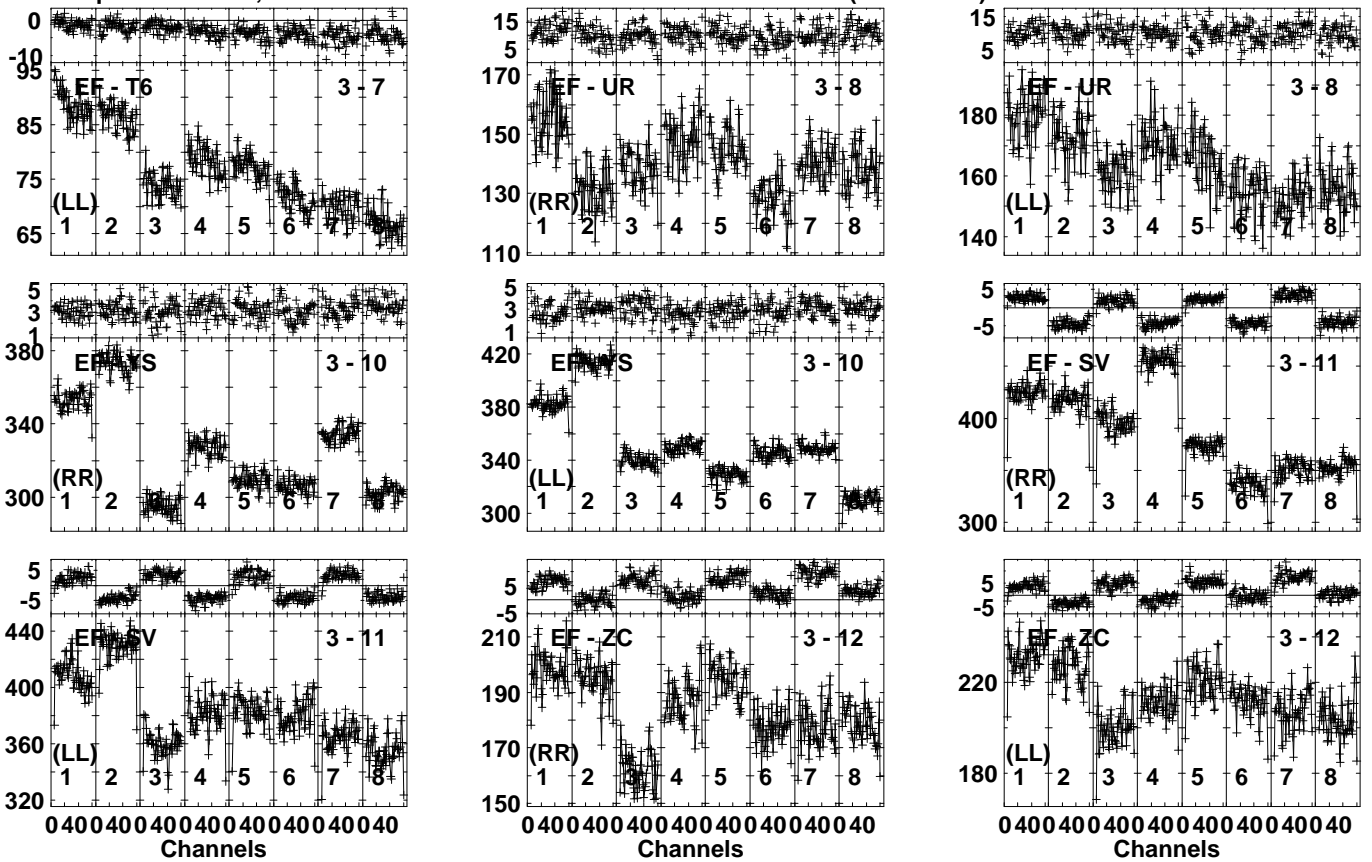 0 15 15
-10 5 5
95 EF - T6 3 - 7 170 EF - UR 3 - 8 EF - UR 3 - 8
85 150 180
75 130 160
(LL) (RR) (LL)
65 1 2 3 4 5 6 7 8 110 1 2 3 4 5 6 7 8 140 1 2 3 4 5 6 7 8
5 5 5
3 3 -5
1 1
380 EF - YS 3 - 10 420 EF - YS 3 - 10 EF - SV 3 - 11
340 380 400
(RR) 340 (LL) (RR)
300 1 2 3 4 5 6 7 8 300 1 2 3 4 5 6 7 8 300 1 2 3 4 5 6 7 8
5 5 5
-5 -5 -5
440 EF - SV 3 - 11 210 EF - ZC 3 - 12 EF - ZC 3 - 12
400 190 220
360 (LL) 170 (RR) (LL)
320 1 2 3 4 5 6 7 8 150 1 2 3 4 5 6 7 8 180 1 2 3 4 5 6 7 8
0 40 0 40 0 40 0 40 0 40 0 40 0 40 0 40 0 40 0 40 0 40 0 40 0 40 0 40 0 40 0 40 0 40 0 40 0 40 0 40 0 40 0 40 0 40 0 40
Channels Channels Channels